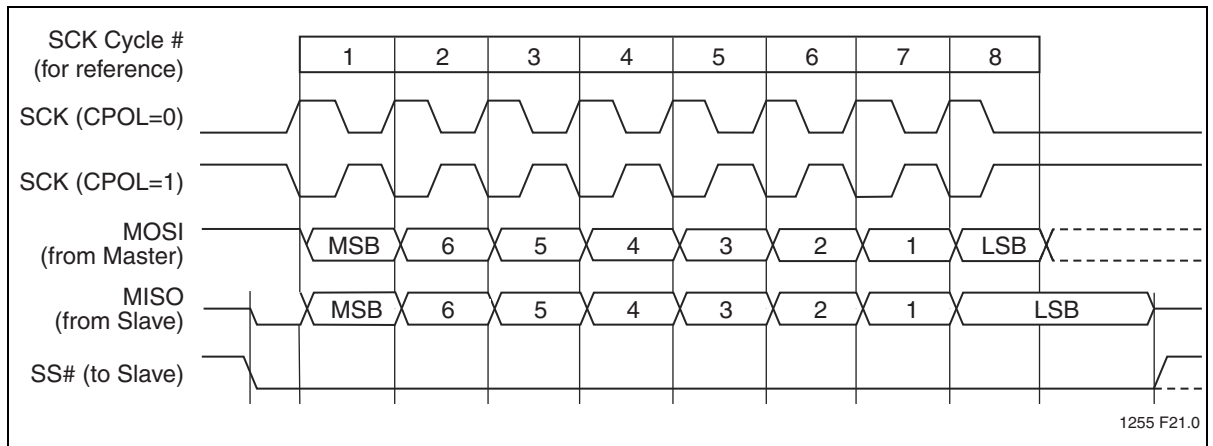 SCK Cycle #
(for reference)
1 2 3 4 5 6 7 8
SCK (CPOL=0)
SCK (CPOL=1)
MOSI
(from Master)
MSB 6 5 4 3 2 1 LSB
MISO
(from Slave)
MSB 6 5 4 3 2 1 LSB
SS# (to Slave)
1255 F21.0